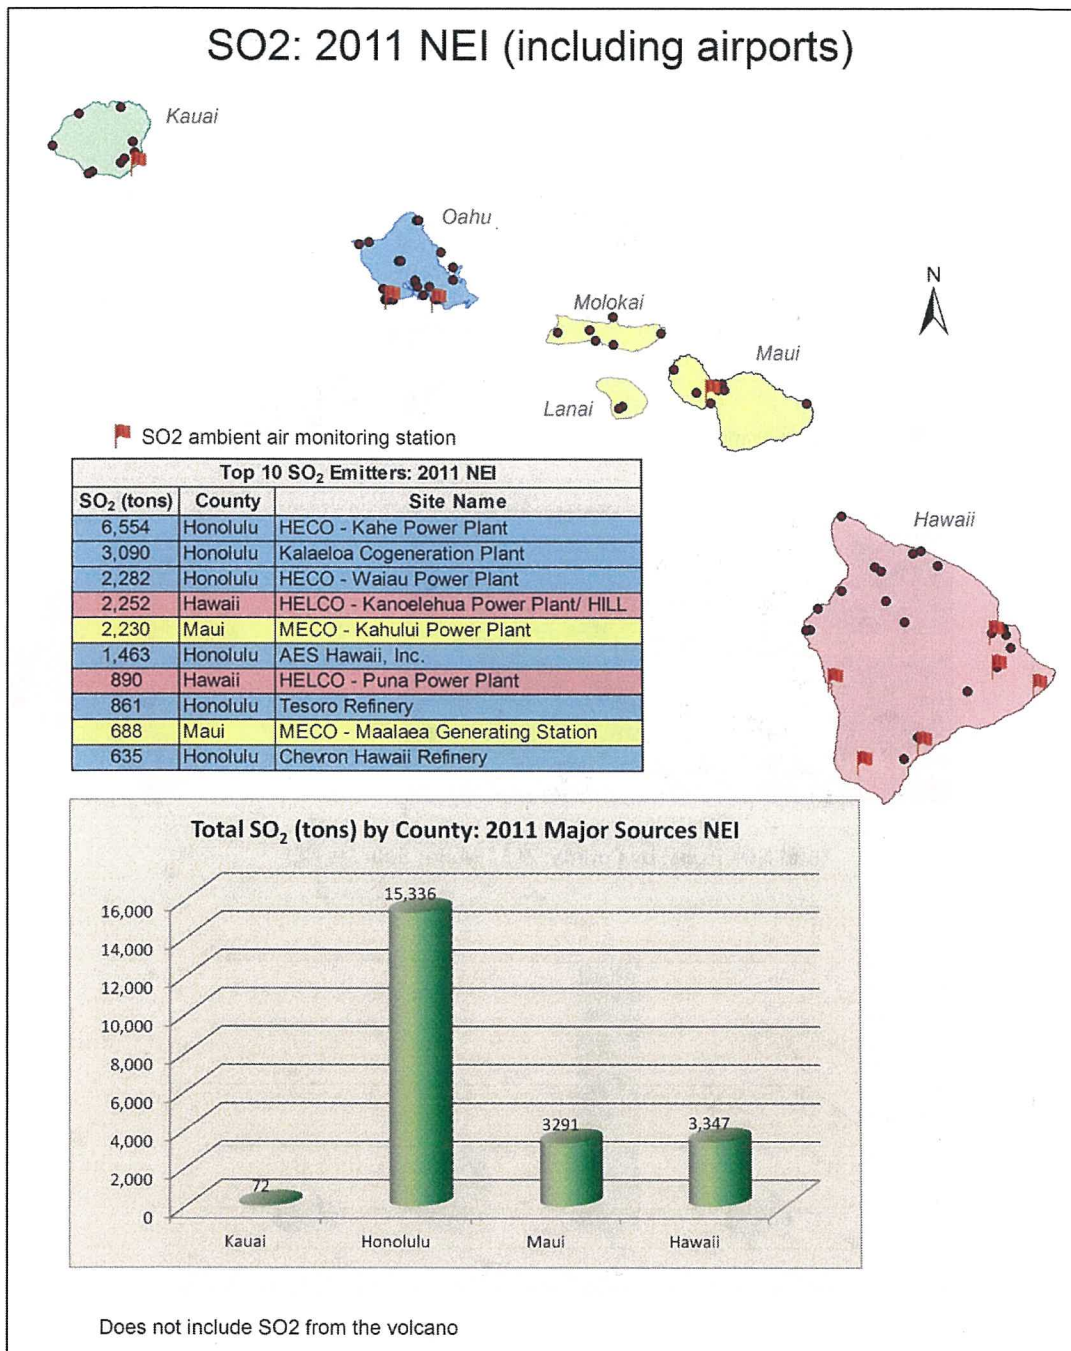 SO2: 2011 NEI (including airports)
Kauai
Oahu
N
Molokai
Maui
Lanai
SO2 ambient air monitoring station
Hawaii
Top 10 SO₂ Emitters: 2011 NEI
SO₂ (tons) County Site Name
6,554 Honolulu HECO - Kahe Power Plant
3,090 Honolulu Kalaeloa Cogeneration Plant
2,282 Honolulu HECO - Waiau Power Plant
2,252 Hawaii HELCO - Kanoelehua Power Plant/ HILL
2,230 Maui MECO - Kahului Power Plant
1,463 Honolulu AES Hawaii, Inc.
890 Hawaii HELCO - Puna Power Plant
861 Honolulu Tesoro Refinery
688 Maui MECO - Maalaea Generating Station
635 Honolulu Chevron Hawaii Refinery
Total SO₂ (tons) by County: 2011 Major Sources NEI
16,000
14,000
12,000
10,000
8,000
6,000
4,000
2,000
0
72
15,336
3291
3,347
Kauai Honolulu Maui Hawaii
Does not include SO2 from the volcano